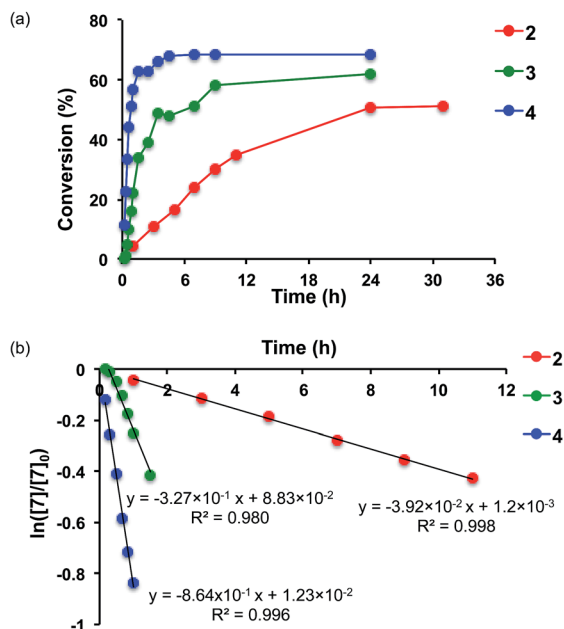 (a)
Conversion (%)
80
60
40
20
0
0 6 12 18 24 30 36
Time (h)
2
3
4
(b)
Time (h)
ln([7]/[7]₀)
0 2 4 6 8 10 12
0
-0.2
-0.4
-0.6
-0.8
-1
2
3
4
y = -3.27×10⁻¹ x + 8.83×10⁻²
R² = 0.980
y = -3.92×10⁻² x + 1.2×10⁻³
R² = 0.998
y = -8.64x10⁻¹ x + 1.23×10⁻²
R² = 0.996